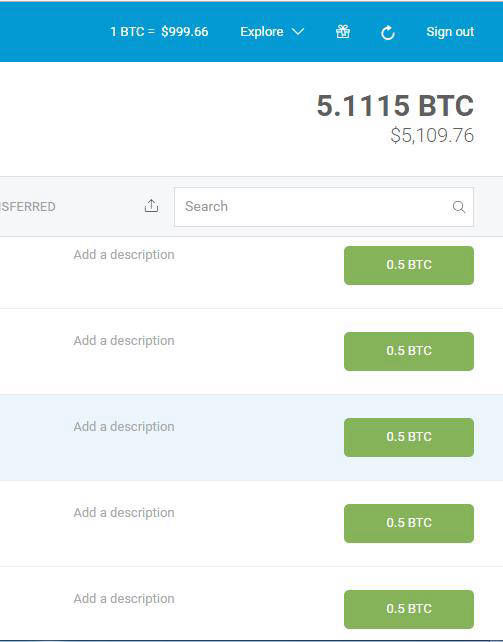 1 BTC = $999.66 Explore Sign out
5.1115 BTC
$5,109.76
SFERRED Search
Add a description 0.5 BTC
Add a description 0.5 BTC
Add a description 0.5 BTC
Add a description 0.5 BTC
Add a description 0.5 BTC